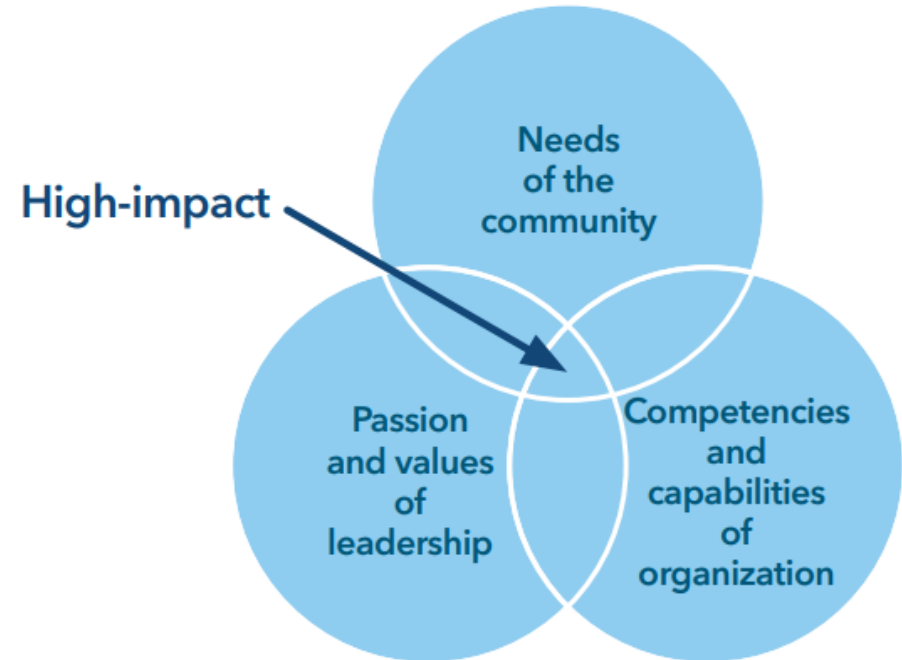 High-impact
Needs
of the
community
Passion
and values
of
leadership
Competencies
and
capabilities
of
organization